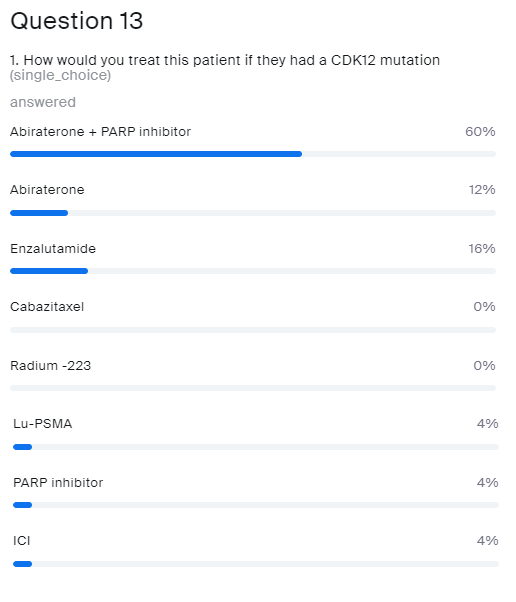 Question 13
1. How would you treat this patient if they had a CDK12 mutation
(single_choice)
answered
Abiraterone + PARP inhibitor 60%
Abiraterone 12%
Enzalutamide 16%
Cabazitaxel 0%
Radium -223 0%
Lu-PSMA 4%
PARP inhibitor 4%
ICI 4%